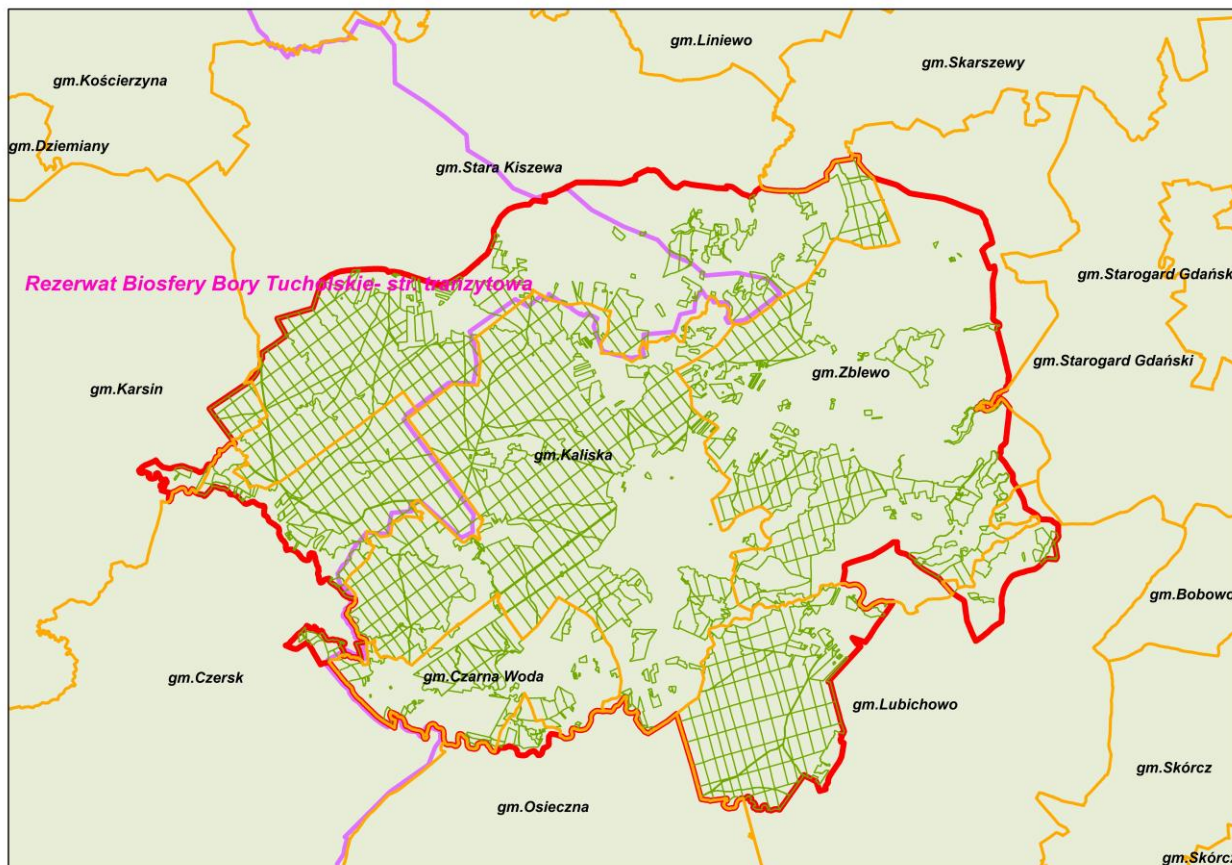 gm.Liniewo
gm.Skarszewy
gm.Kościerzyna
gm.Dziemiany
gm.Stara Kiszewa
gm.Starogard Gdańsk
Rezerwat Biosfery Bory Tucholskie- str. tranzytowa
gm.Starogard Gdański
gm.Zblewo
gm.Karsin
gm.Kaliska
gm.Bobowo
gm.Czersk
gm.Czarna Woda
gm.Lubichowo
gm.Skórcz
gm.Osieczna
gm.Skórcz